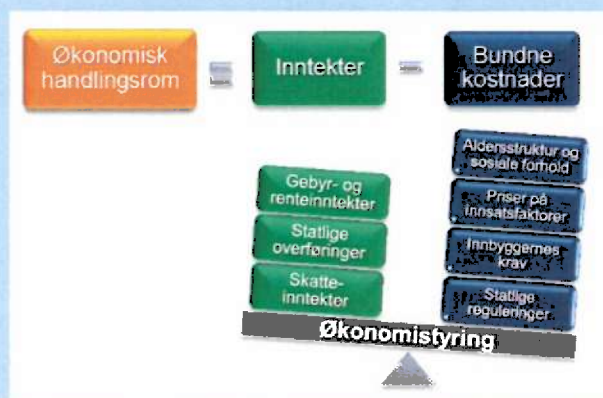 Økonomisk
handlingsrom
=
Inntekter
-
Bundne
kostnader
Gebyr- og
renteinntekter
Statlige
overføringer
Skatte-
inntekter
Aldersstruktur og
sosiale forhold
Priser på
innsatsfaktorer
Innbyggernes
krav
Statlige
reguleringer
Økonomistyring